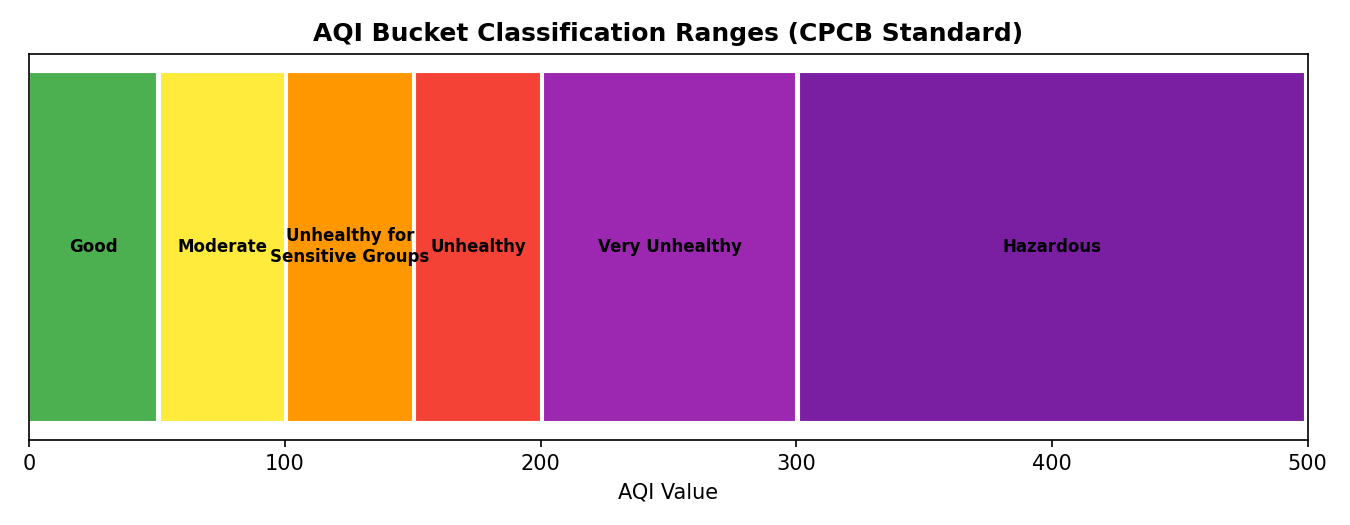 AQI Bucket Classification Ranges (CPCB Standard)
Good
Moderate
Unhealthy for
Sensitive Groups
Unhealthy
Very Unhealthy
Hazardous
0
100
200
300
400
500
AQI Value